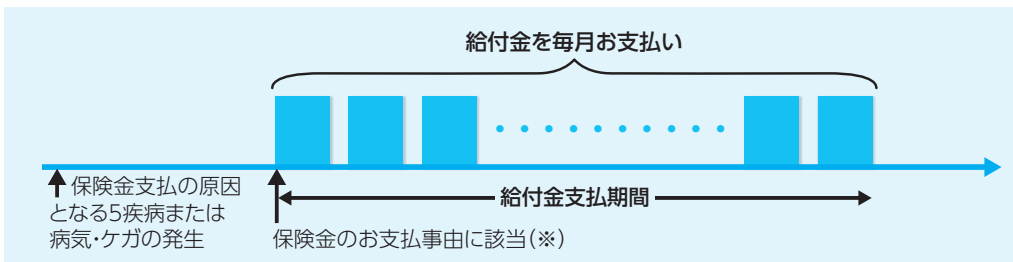 給付金を毎月お支払い
保険金支払の原因
となる5疾病または
病気・ケガの発生
給付金支払期間
保険金のお支払事由に該当(※)